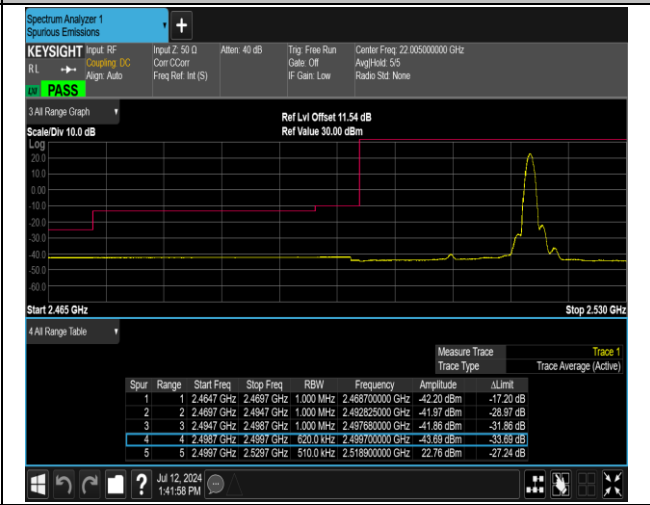 Spectrum Analyzer 1
Spurious Emissions
+
KEYSIGHT Input: RF Input Z: 50 Ω Atten: 40 dB Trig: Free Run Center Freq: 22.005000000 GHz
RL Coupling: DC Corr CCorr Gate: Off Avg|Hold: 5/5
Align: Auto Freq Ref: Int (S) IF Gain: Low Radio Std: None
PASS
3 All Range Graph
Ref Lvl Offset 11.54 dB
Scale/Div 10.0 dB Ref Value 30.00 dBm
Log
20.0
10.0
0.00
-10.0
-20.0
-30.0
-40.0
-50.0
-60.0
Start 2.465 GHz Stop 2.530 GHz
4 All Range Table
Measure Trace Trace 1
Trace Type Trace Average (Active)
Spur Range Start Freq Stop Freq RBW Frequency Amplitude ΔLimit
1 1 2.4647 GHz 2.4697 GHz 1.000 MHz 2.468700000 GHz -42.20 dBm -17.20 dB
2 2 2.4697 GHz 2.4947 GHz 1.000 MHz 2.492825000 GHz -41.97 dBm -28.97 dB
3 3 2.4947 GHz 2.4987 GHz 1.000 MHz 2.497680000 GHz -41.86 dBm -31.86 dB
4 4 2.4987 GHz 2.4997 GHz 620.0 kHz 2.499700000 GHz -43.69 dBm -33.69 dB
5 5 2.4997 GHz 2.5297 GHz 510.0 kHz 2.518900000 GHz 22.76 dBm -27.24 dB
? Jul 12, 2024
1:41:58 PM